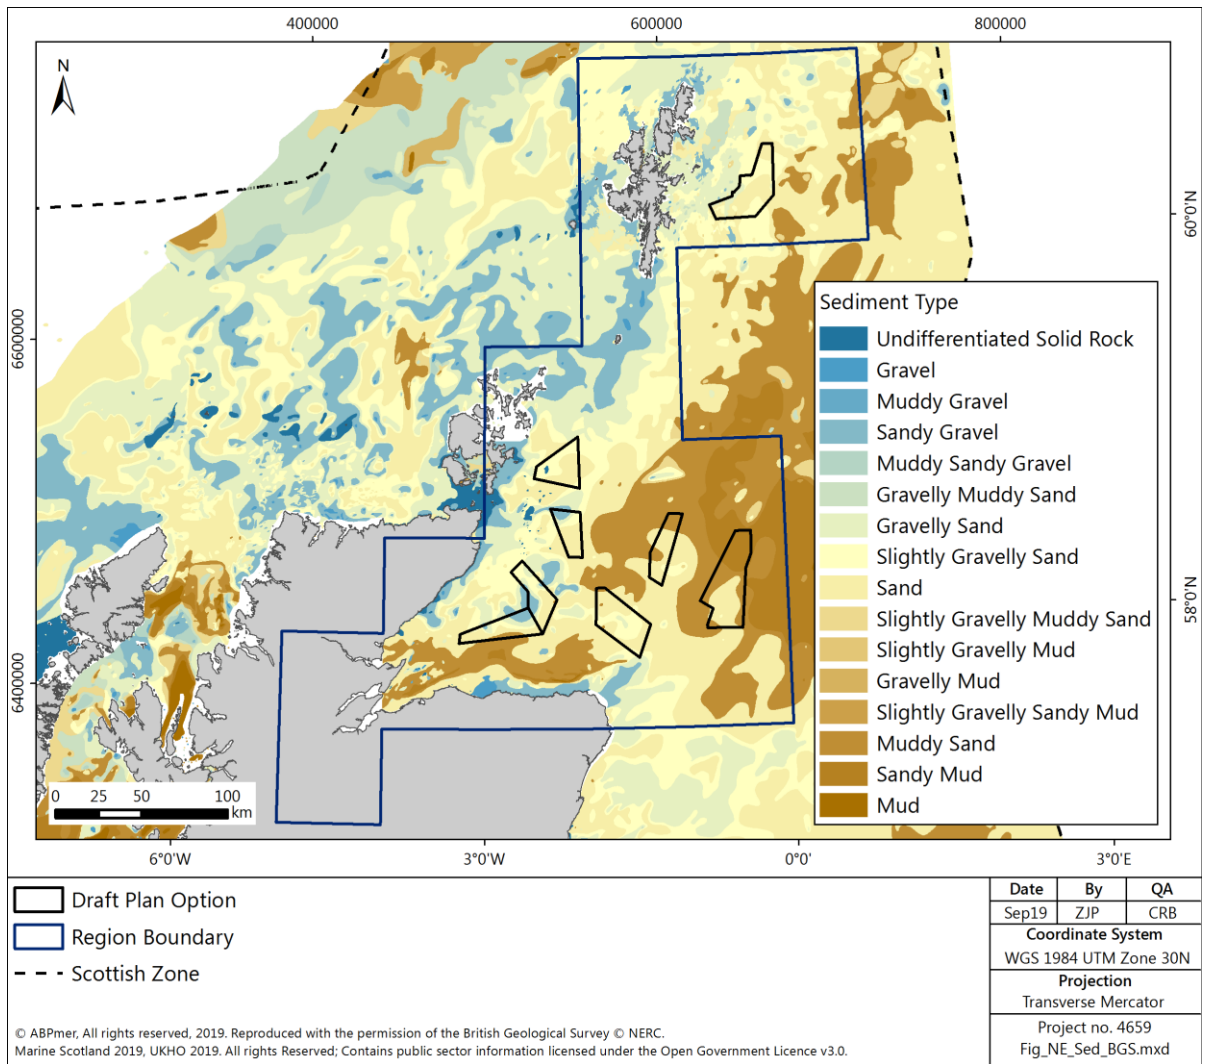 400000
600000
800000
N
60°0'N
6600000
58°0'N
6400000
Sediment Type
Undifferentiated Solid Rock
Gravel
Muddy Gravel
Sandy Gravel
Muddy Sandy Gravel
Gravelly Muddy Sand
Gravelly Sand
Slightly Gravelly Sand
Sand
Slightly Gravelly Muddy Sand
Slightly Gravelly Mud
Gravelly Mud
Slightly Gravelly Sandy Mud
Muddy Sand
Sandy Mud
Mud
0 25 50 100
km
6°0'W
3°0'W
0°0'
3°0'E
Draft Plan Option
Region Boundary
Scottish Zone
Date By QA
Sep19 ZJP CRB
Coordinate System
WGS 1984 UTM Zone 30N
Projection
Transverse Mercator
Project no. 4659
Fig_NE_Sed_BGS.mxd
© ABPmer, All rights reserved, 2019. Reproduced with the permission of the British Geological Survey © NERC.
Marine Scotland 2019, UKHO 2019. All rights Reserved; Contains public sector information licensed under the Open Government Licence v3.0.